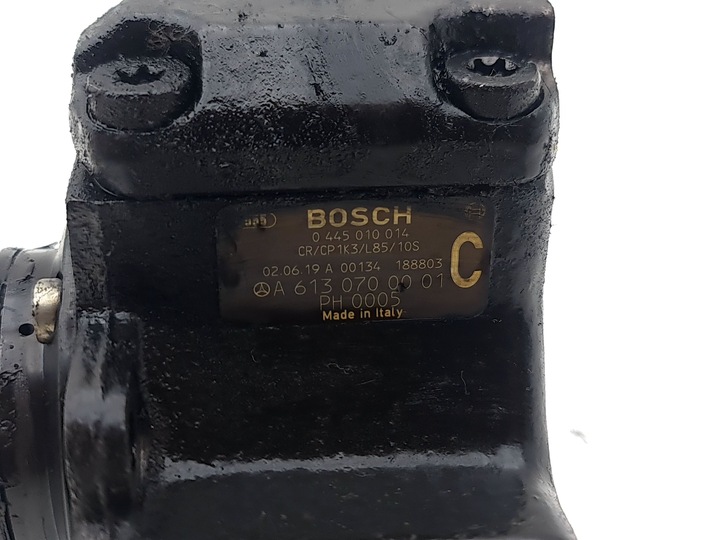 BOSCH
0 445 010 014
CR/CP1K3/L85/10S
02.06.19 A 00134 188803
A 613 070 00 01
PH 0005
C
Made in Italy